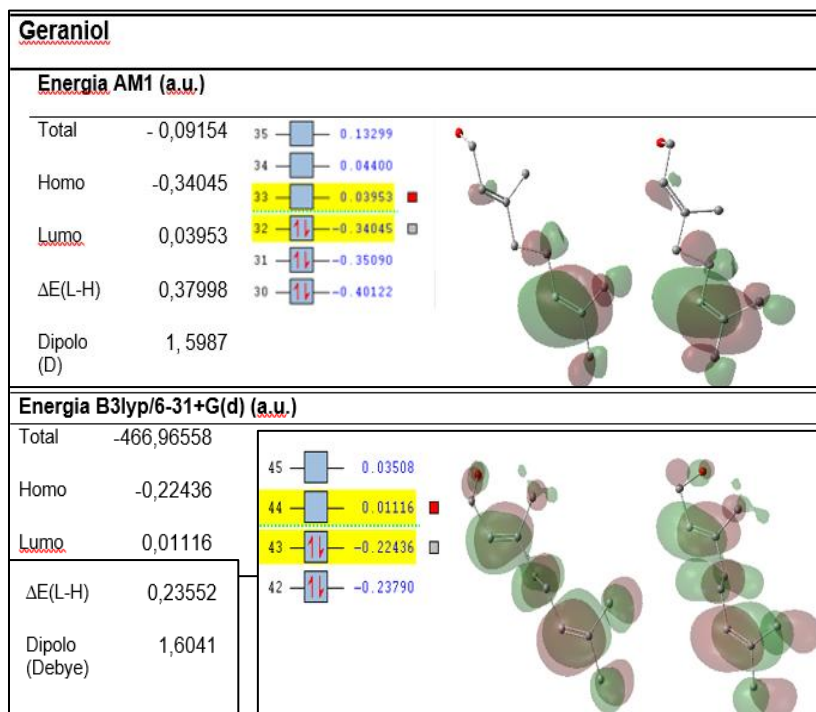 Geraniol
Energia AM1 (a.u.)
Total - 0,09154
Homo -0,34045
Lumo 0,03953
ΔE(L-H) 0,37998
Dipolo 1,5987
(D)
35 0.13299
34 0.04400
33 0.03953
32 -0.34045
31 -0.35090
30 -0.40122
Energia B3lyp/6-31+G(d) (a.u.)
Total -466,96558
Homo -0,22436
Lumo 0,01116
ΔE(L-H) 0,23552
Dipolo 1,6041
(Debye)
45 0.03508
44 0.01116
43 -0.22436
42 -0.23790